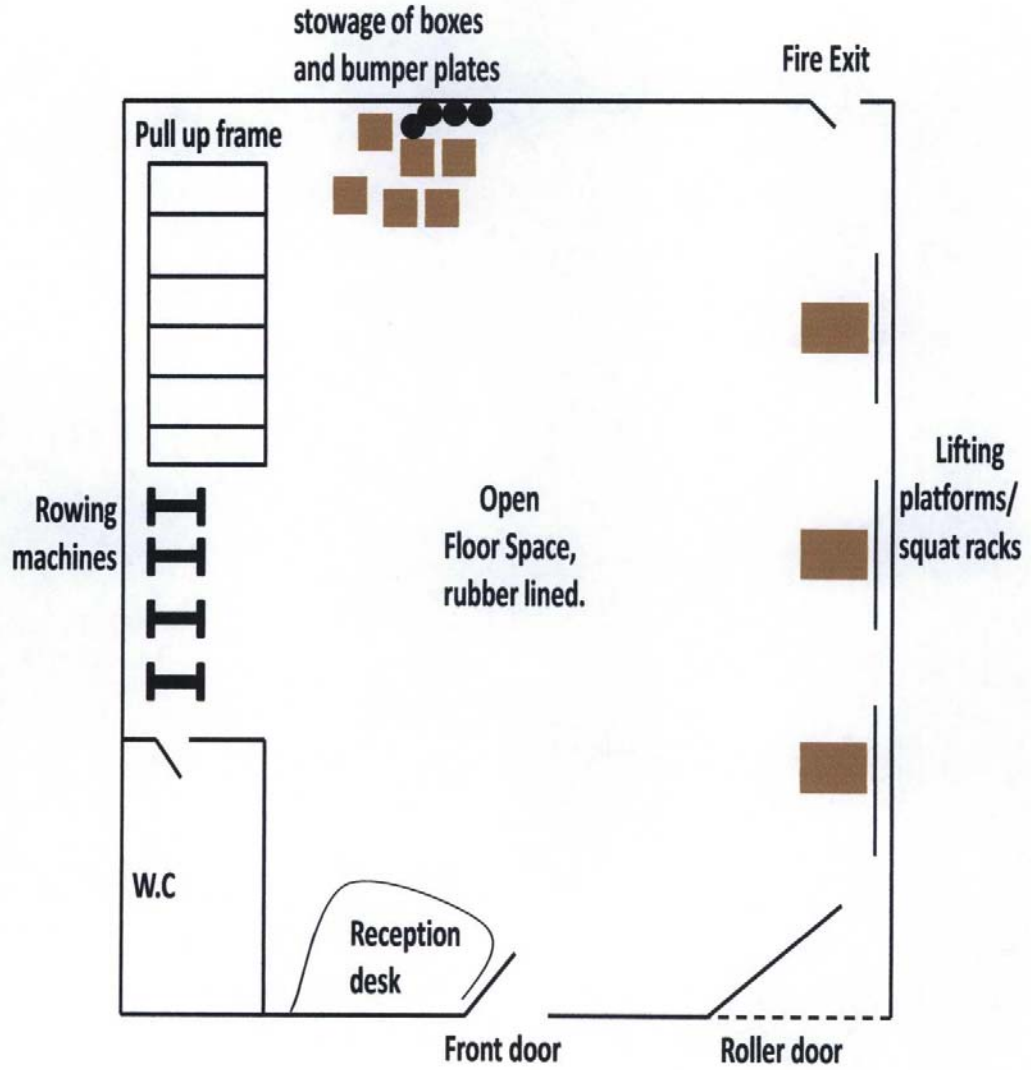 stowage of boxes
and bumper plates
Fire Exit
Pull up frame
Rowing
machines
Open
Floor Space,
rubber lined.
Lifting
platforms/
squat racks
W.C
Reception
desk
Front door
Roller door